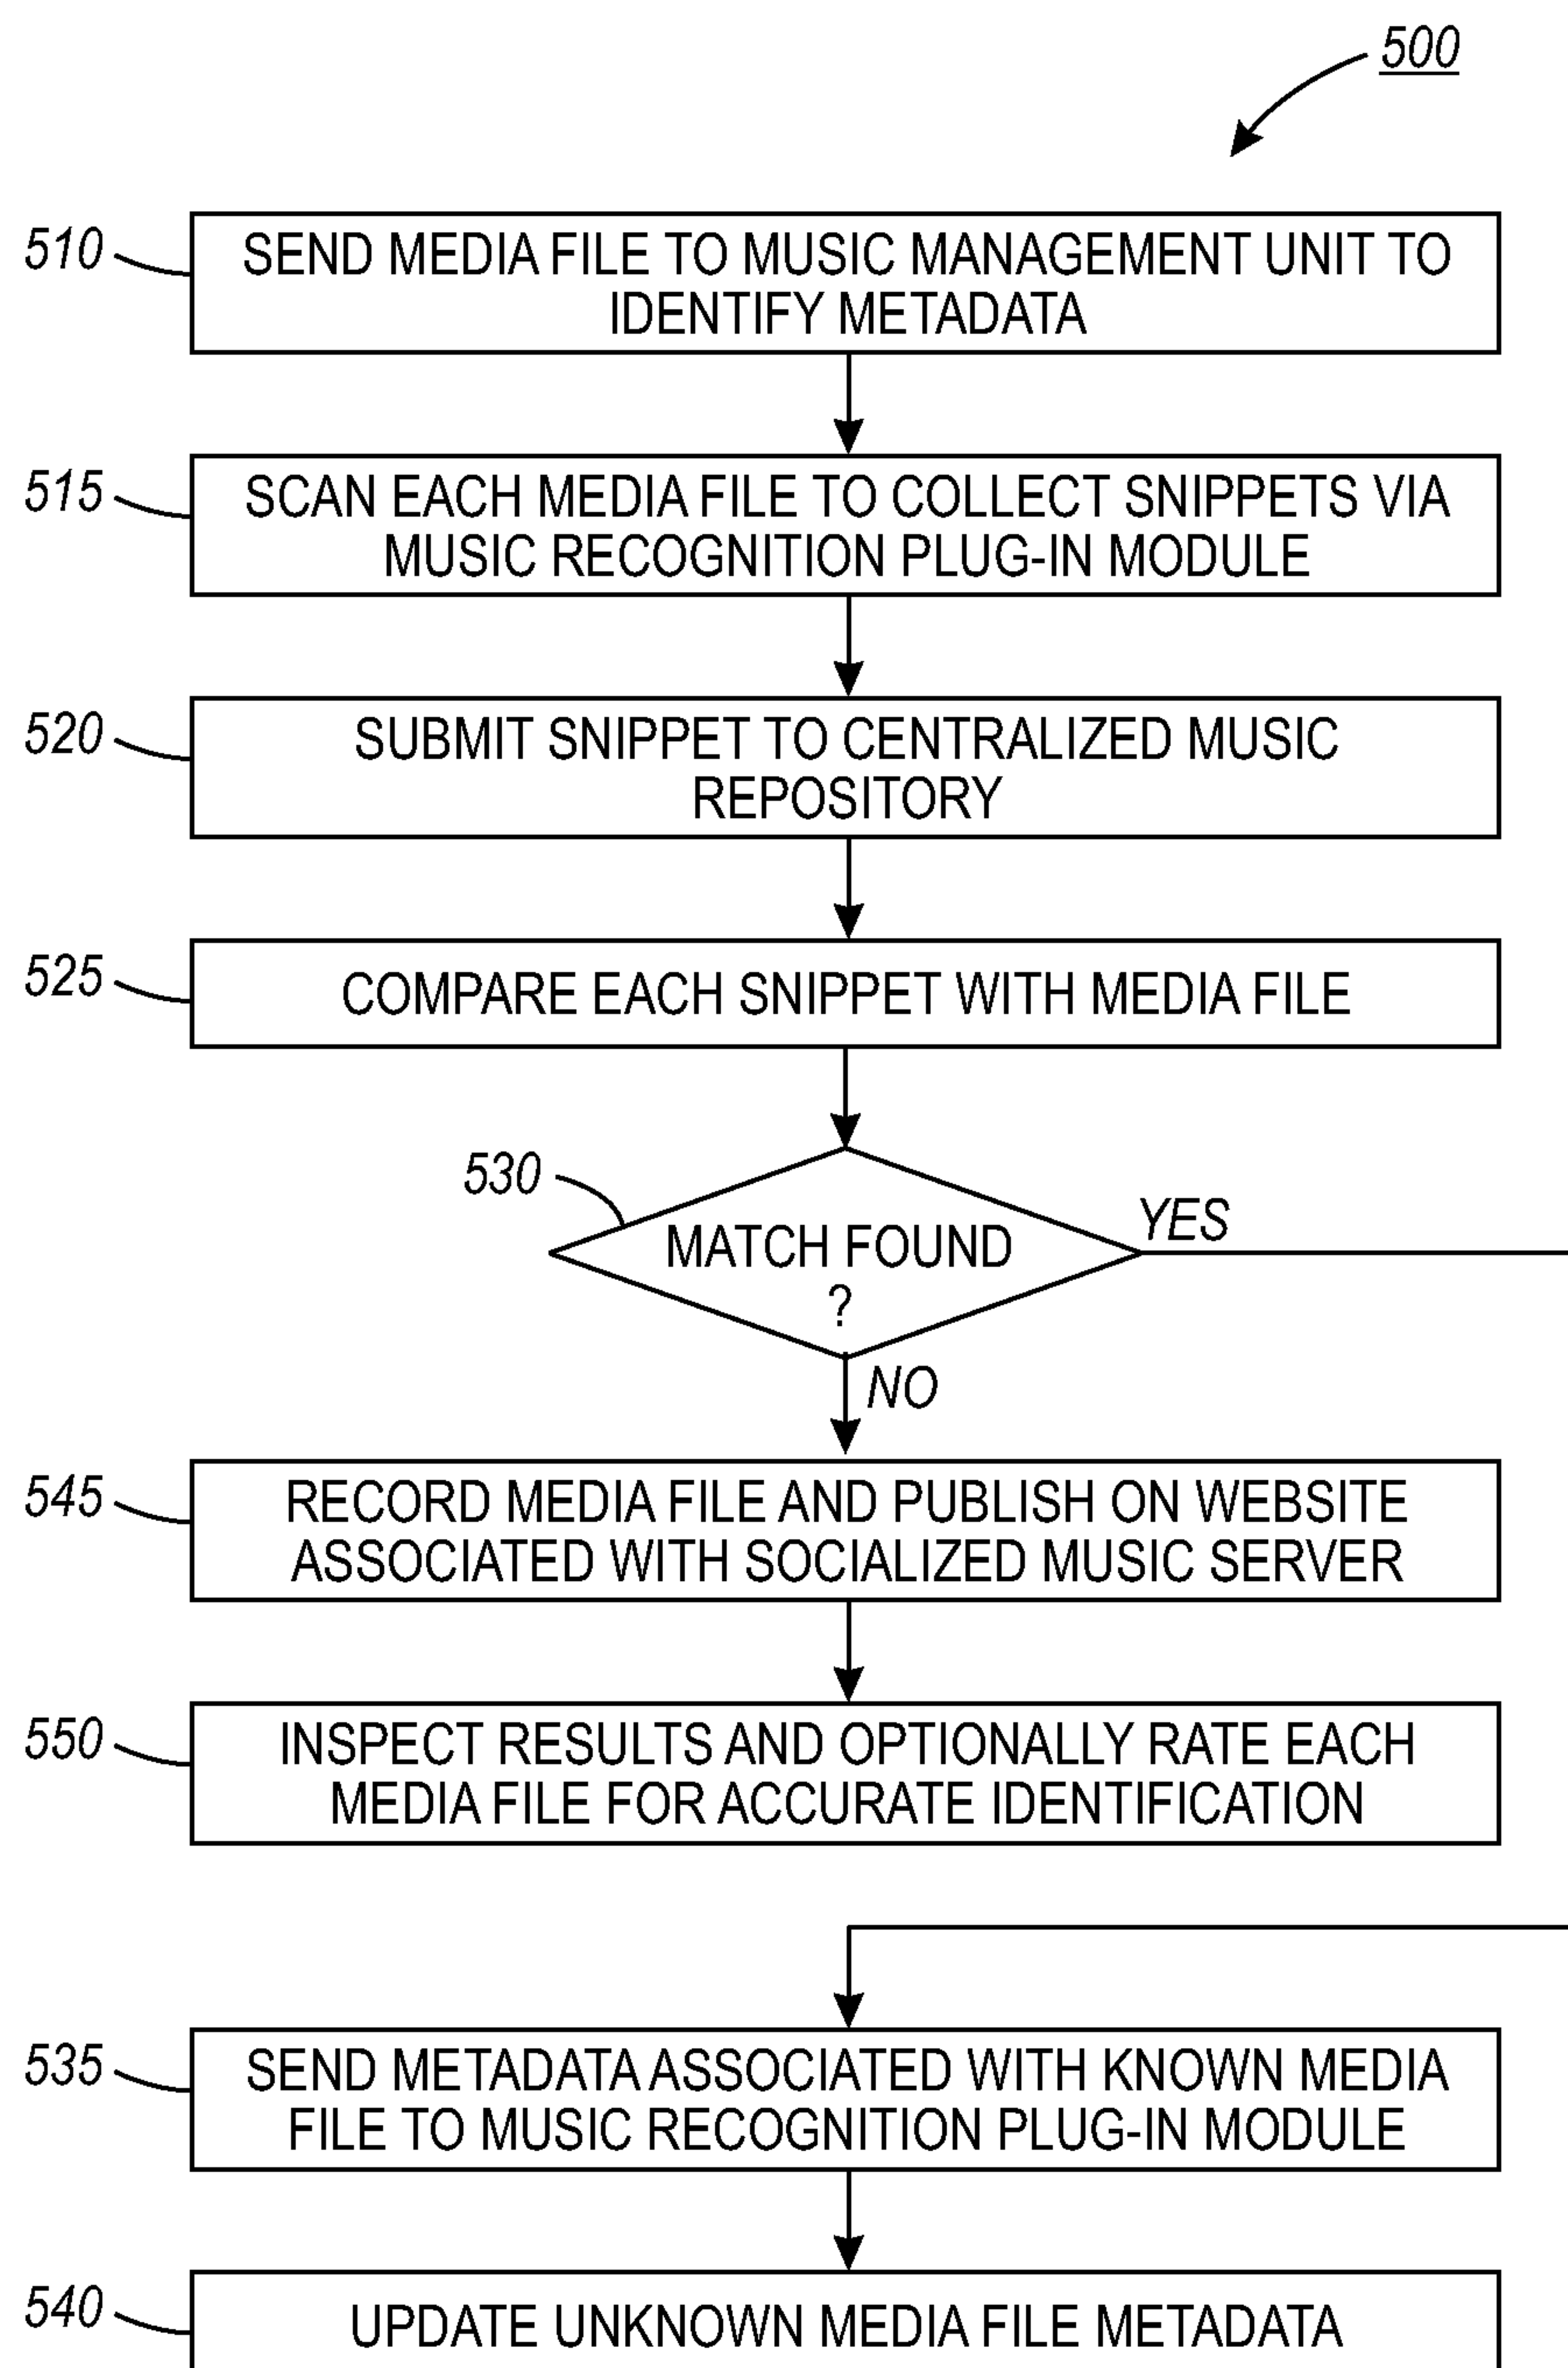 500
510
SEND MEDIA FILE TO MUSIC MANAGEMENT UNIT TO
IDENTIFY METADATA
515
SCAN EACH MEDIA FILE TO COLLECT SNIPPETS VIA
MUSIC RECOGNITION PLUG-IN MODULE
520
SUBMIT SNIPPET TO CENTRALIZED MUSIC
REPOSITORY
525
COMPARE EACH SNIPPET WITH MEDIA FILE
530
MATCH FOUND
?
YES
NO
545
RECORD MEDIA FILE AND PUBLISH ON WEBSITE
ASSOCIATED WITH SOCIALIZED MUSIC SERVER
550
INSPECT RESULTS AND OPTIONALLY RATE EACH
MEDIA FILE FOR ACCURATE IDENTIFICATION
535
SEND METADATA ASSOCIATED WITH KNOWN MEDIA
FILE TO MUSIC RECOGNITION PLUG-IN MODULE
540
UPDATE UNKNOWN MEDIA FILE METADATA